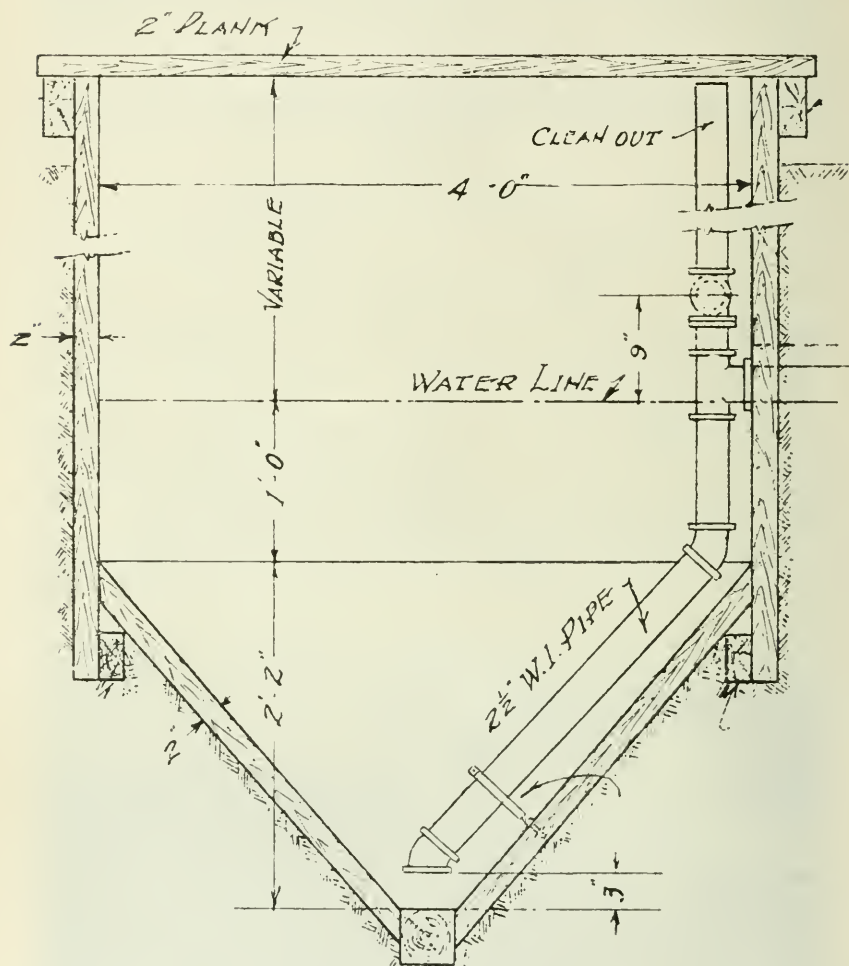 2" PLANK
CLEAN OUT
4'-0"
VARIABLE
2"
9"
WATER LINE
1'-0"
2'-2"
2½" W.I. PIPE
2"
3"